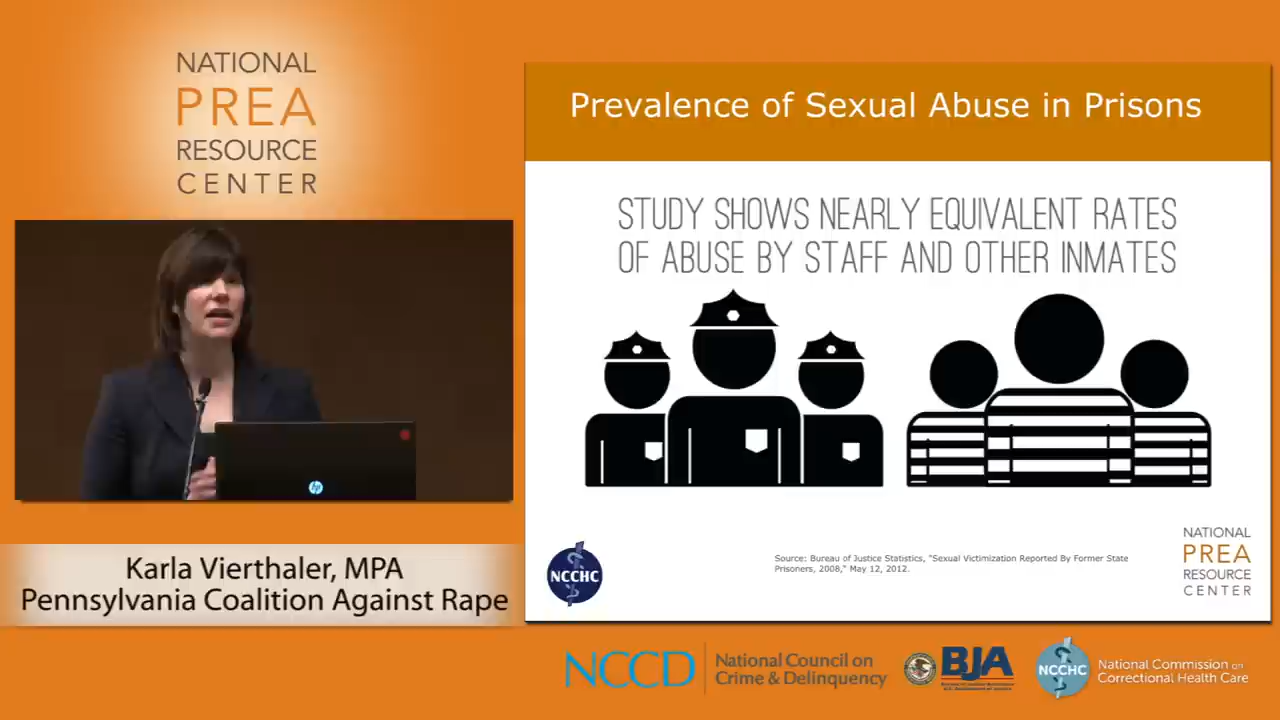 NATIONAL
PREA
RESOURCE
CENTER
Prevalence of Sexual Abuse in Prisons
STUDY SHOWS NEARLY EQUIVALENT RATES
OF ABUSE BY STAFF AND OTHER INMATES
hp
Karla Vierthaler, MPA
Pennsylvania Coalition Against Rape
NCCHC
Source: Bureau of Justice Statistics, "Sexual Victimization Reported By Former State
Prisoners, 2008," May 12, 2012.
NATIONAL
PREA
RESOURCE
CENTER
NCCD
National Council on
Crime & Delinquency
BJA
NCCHC
National Commission on
Correctional Health Care